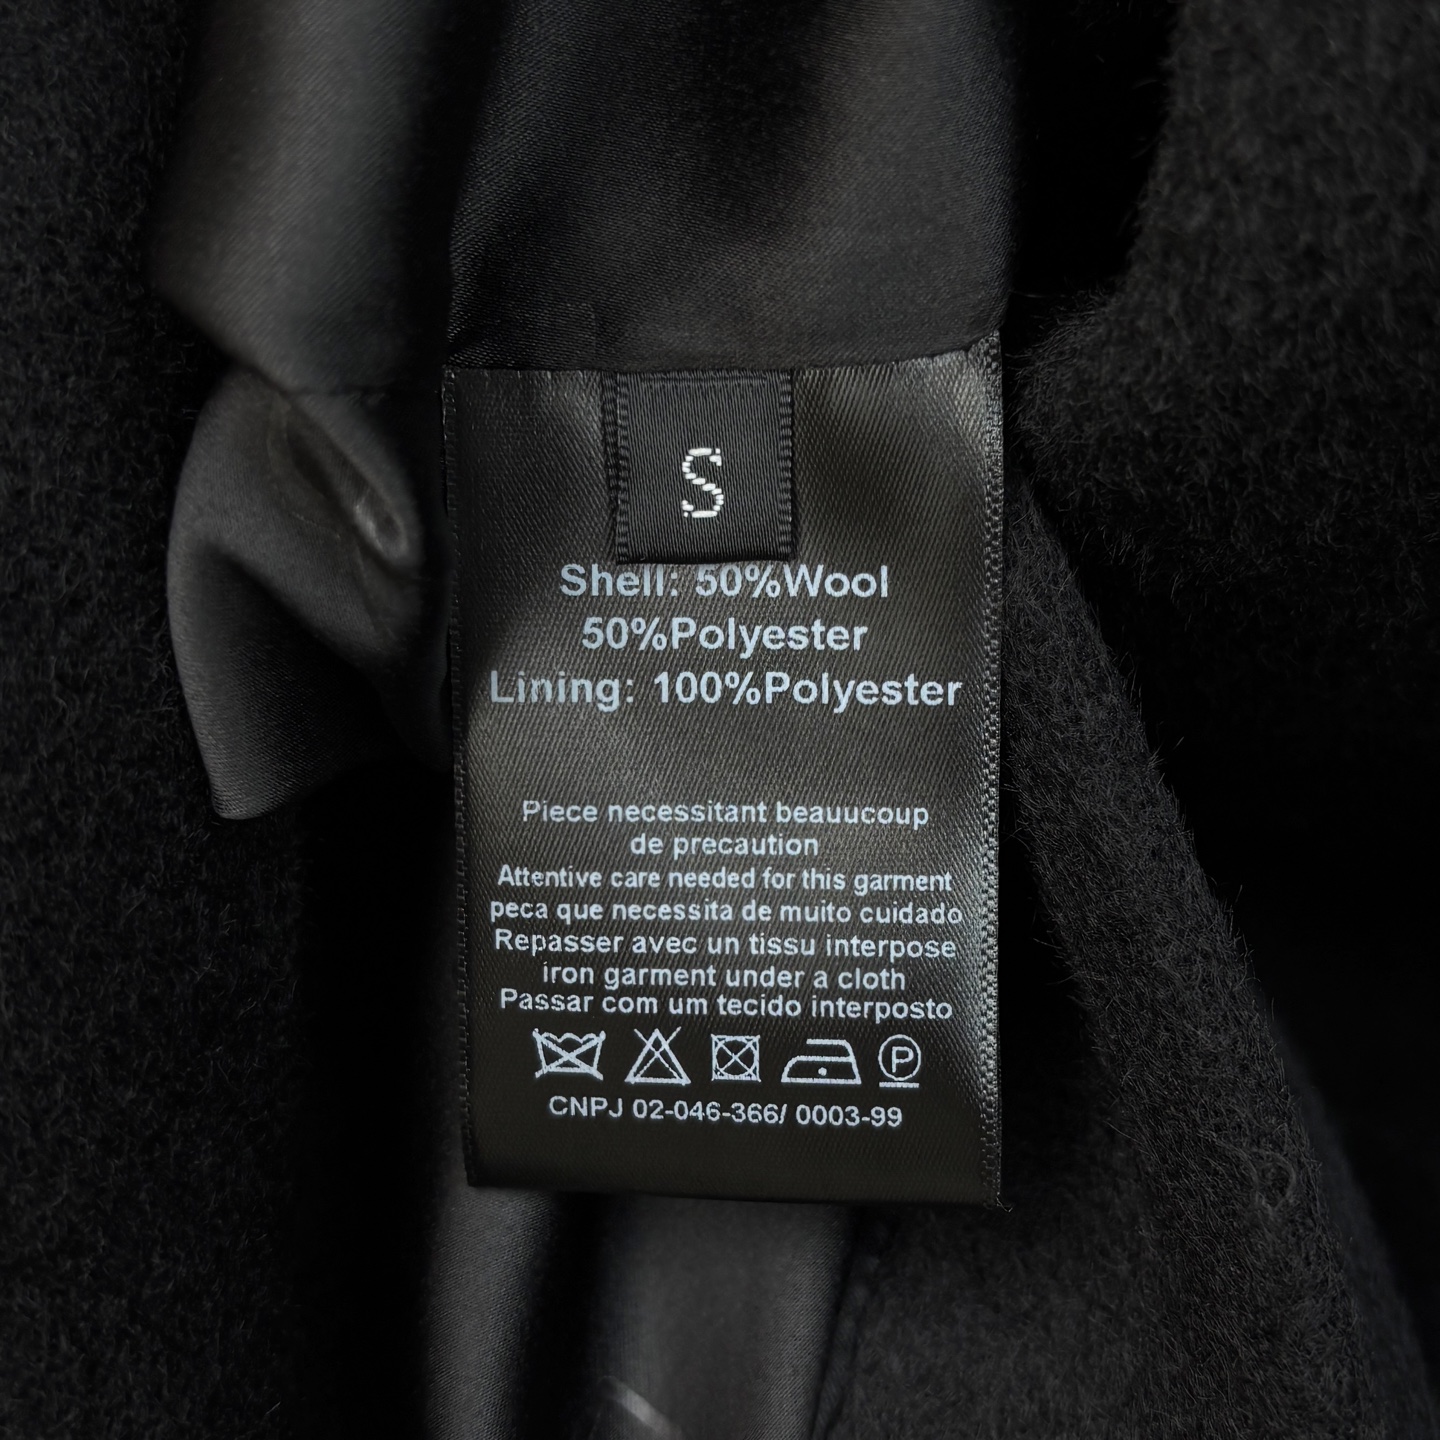 S
Shell: 50%Wool
50%Polyester
Lining: 100%Polyester
Piece necessitant beauucoup
de precaution
Attentive care needed for this garment
peca que necessita de muito cuidado
Repasser avec un tissu interpose
iron garment under a cloth
Passar com um tecido interposto
P
CNPJ 02-046-366/ 0003-99